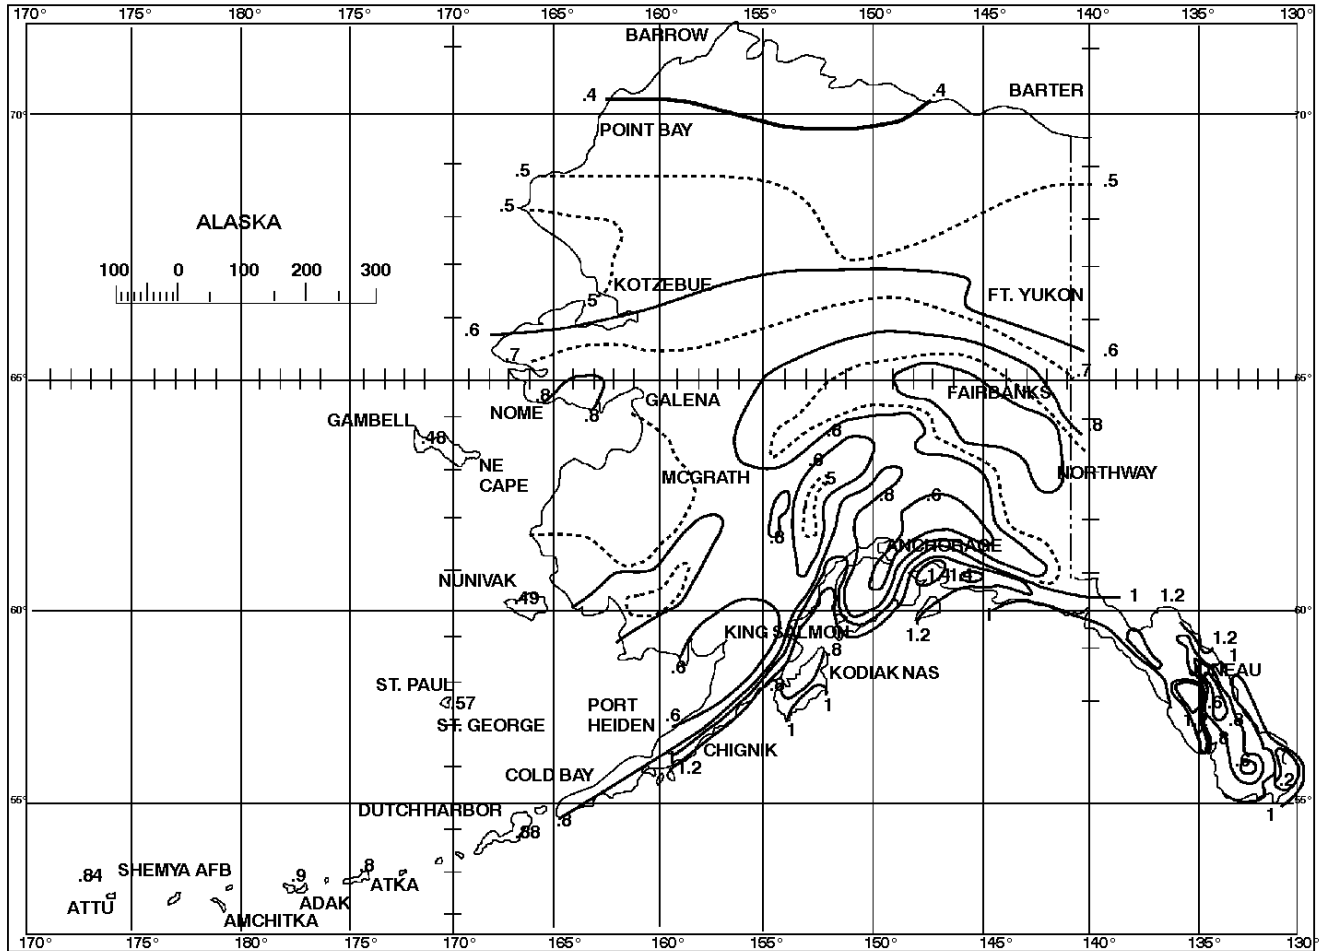 170° 175° 180° 175° 170° 165° 160° 155° 150° 145° 140° 135° 130°
BARROW
.4 .4 BARTER
70° 70°
POINT BAY
.5 .5
.5
ALASKA
100 0 100 200 300
KOTZEBUE
.5 FT. YUKON
.6 .6
.7 .7
65° 65°
.8 FAIRBANKS
NOME .8 GALENA
GAMBELL .8
.48 .6
NE CAPE .6
MCGRATH .5 NORTHWAY
.8 .6
.8
ANCHORAGE
NUNIVAK 1.4 1.4
.49 1 1.2
60° 60°
1.2 1 1.2
KING SALMON .8 1
.6 KODIAK NAS JUNEAU
ST. PAUL .8
.57 PORT HEIDEN .6
ST. GEORGE .6 1 .8
1 .8
CHIGNIK
1.2
COLD BAY .6
.2
55° 55°
DUTCH HARBOR .8 1
.88
SHEMYA AFB .8
.84 .9 ATKA
ATTU ADAK
AMCHITKA
170° 175° 180° 175° 170° 165° 160° 155° 150° 145° 140° 135° 130°